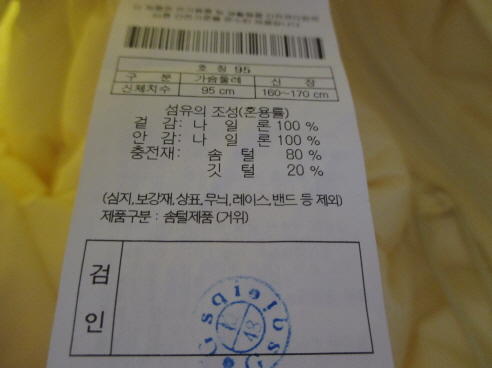 호 칭 95
구 분 가슴둘레 신 장
신체치수 95 cm 160~170 cm
섬유의 조성(혼용률)
겉 감: 나 일 론 100 %
안 감: 나 일 론 100 %
충전재: 솜 털 80 %
깃 털 20 %
(심지,보강재,상표,무늬,레이스,밴드 등 제외)
제품구분 : 솜털제품 (거위)
검
인